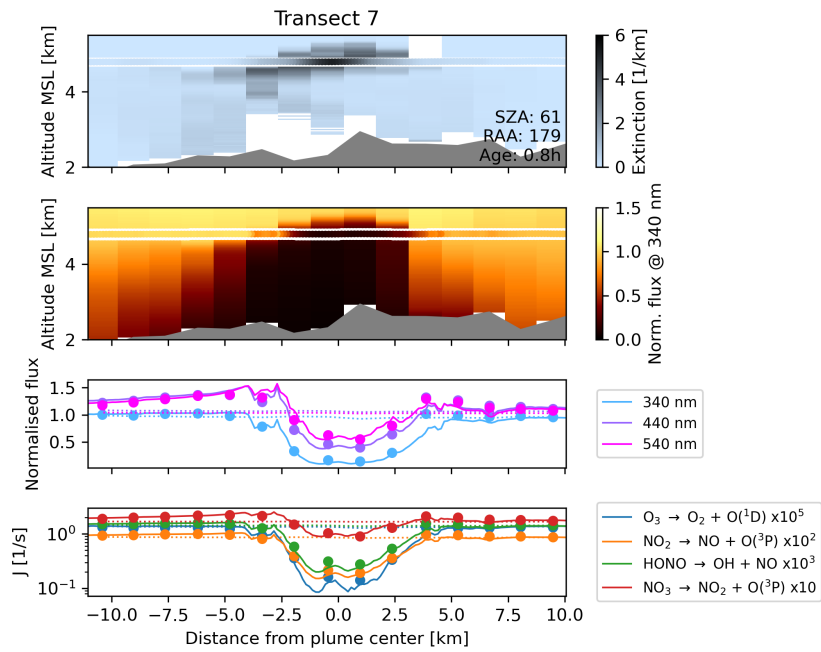 Transect 7
Altitude MSL [km]
4
2
SZA: 61
RAA: 179
Age: 0.8h
6
4
2
0
Extinction [1/km]
Altitude MSL [km]
4
2
1.5
1.0
0.5
0.0
Norm. flux @ 340 nm
Normalised flux
1.5
1.0
0.5
340 nm
440 nm
540 nm
J [1/s]
10⁰
10⁻¹
O₃ → O₂ + O(¹D) x10⁵
NO₂ → NO + O(³P) x10²
HONO → OH + NO x10³
NO₃ → NO₂ + O(³P) x10
−10.0 −7.5 −5.0 −2.5 0.0 2.5 5.0 7.5 10.0
Distance from plume center [km]